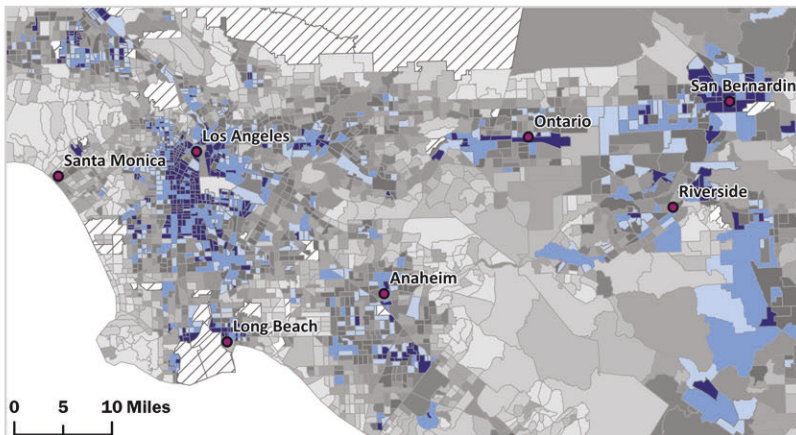 San Bernardin
Ontario
Los Angeles
Santa Monica
Riverside
Anaheim
Long Beach
0 5 10 Miles